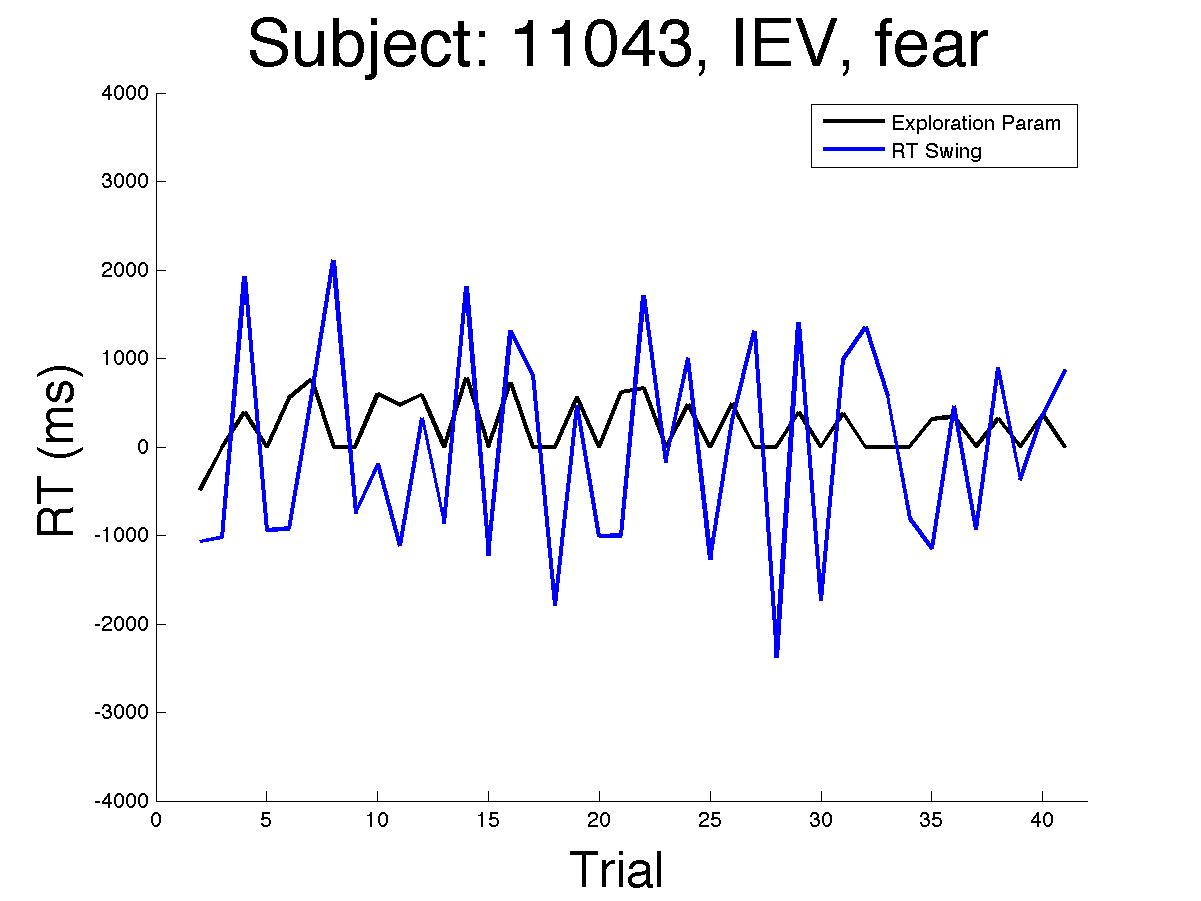 Subject: 11043, IEV, fear
Exploration Param
RT Swing
4000
3000
2000
1000
0
-1000
-2000
-3000
-4000
RT (ms)
0 5 10 15 20 25 30 35 40
Trial